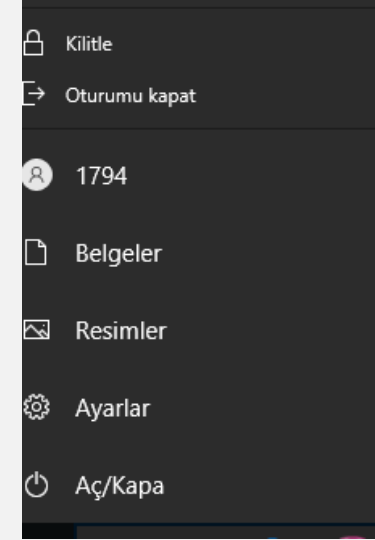 Kilitle
Oturumu kapat
1794
Belgeler
Resimler
Ayarlar
Aç/Kapa